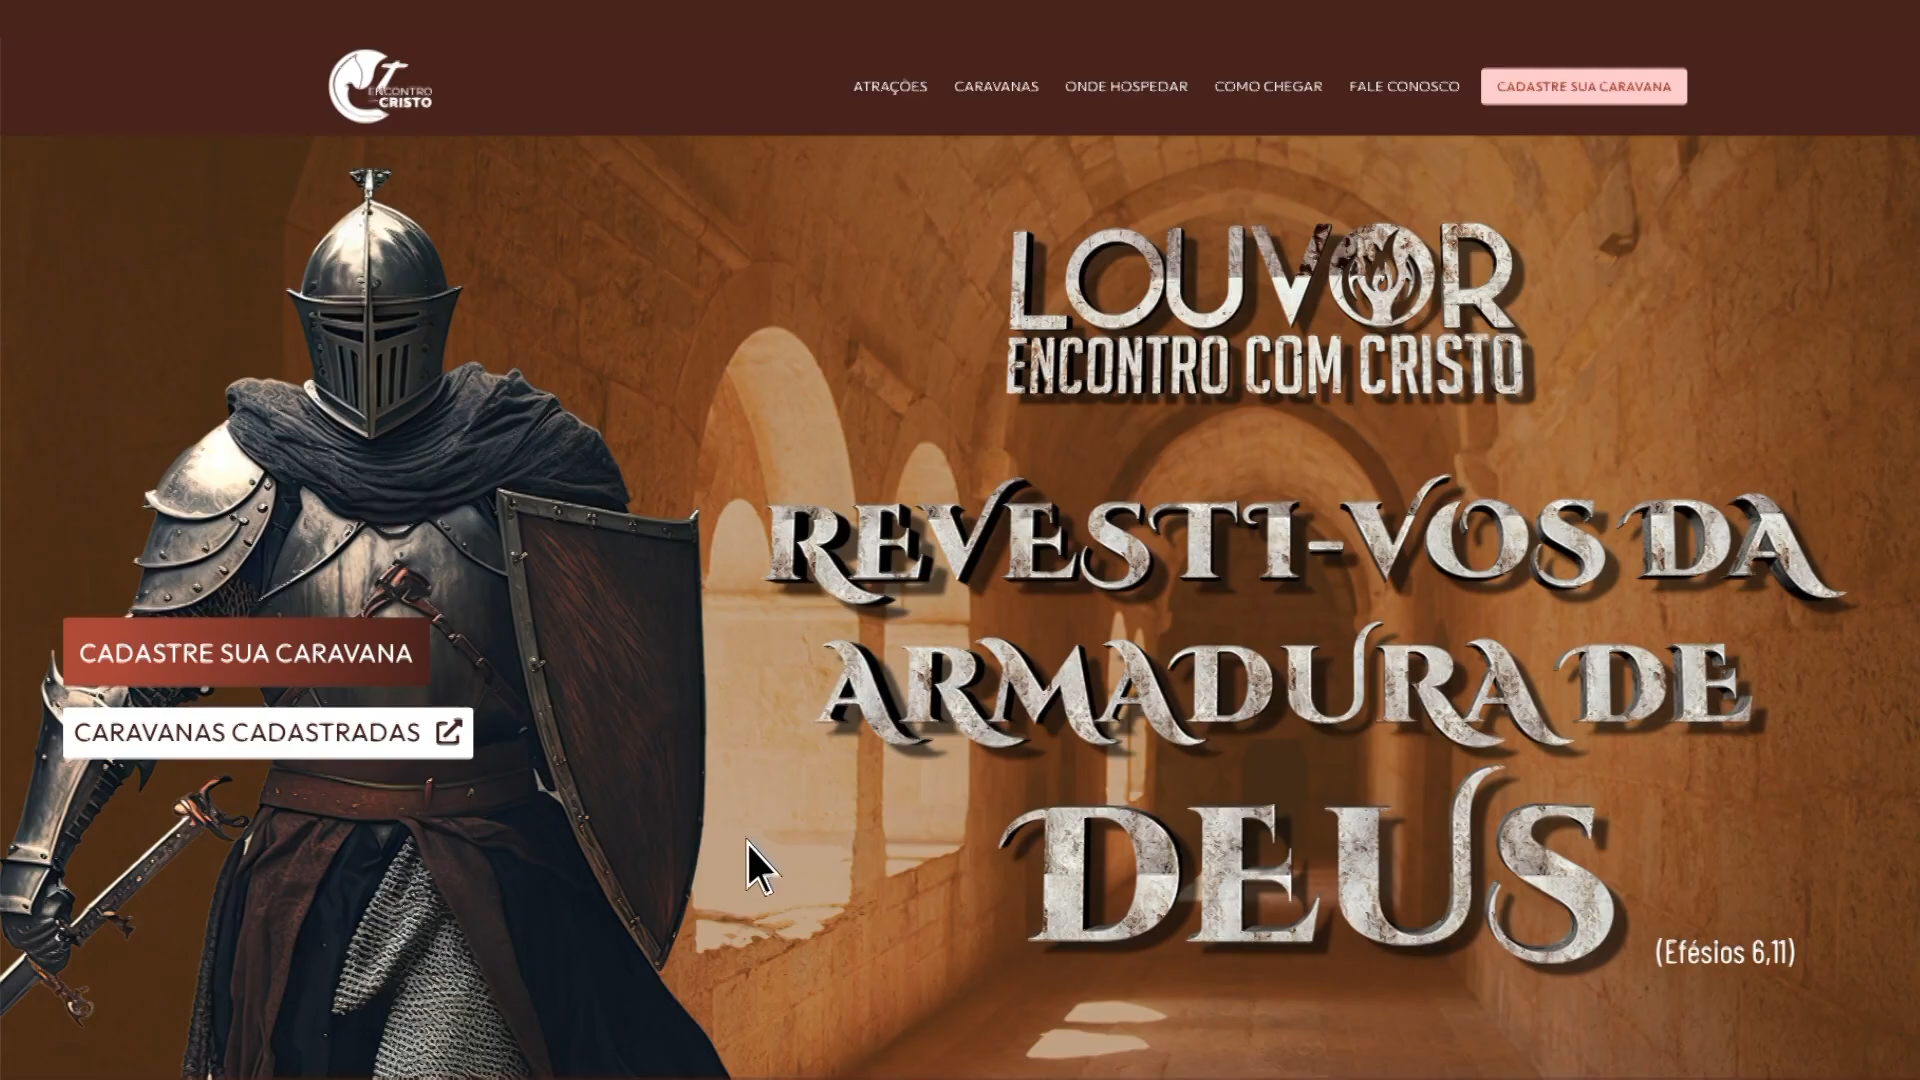 ENCONTRO
CRISTO
ATRAÇÕES
CARAVANAS
ONDE HOSPEDAR
COMO CHEGAR
FALE CONOSCO
CADASTRE SUA CARAVANA
LOUVOR
ENCONTRO COM CRISTO
REVESTI-VOS DA
ARMADURA DE
DEUS
(Efésios 6,11)
CADASTRE SUA CARAVANA
CARAVANAS CADASTRADAS